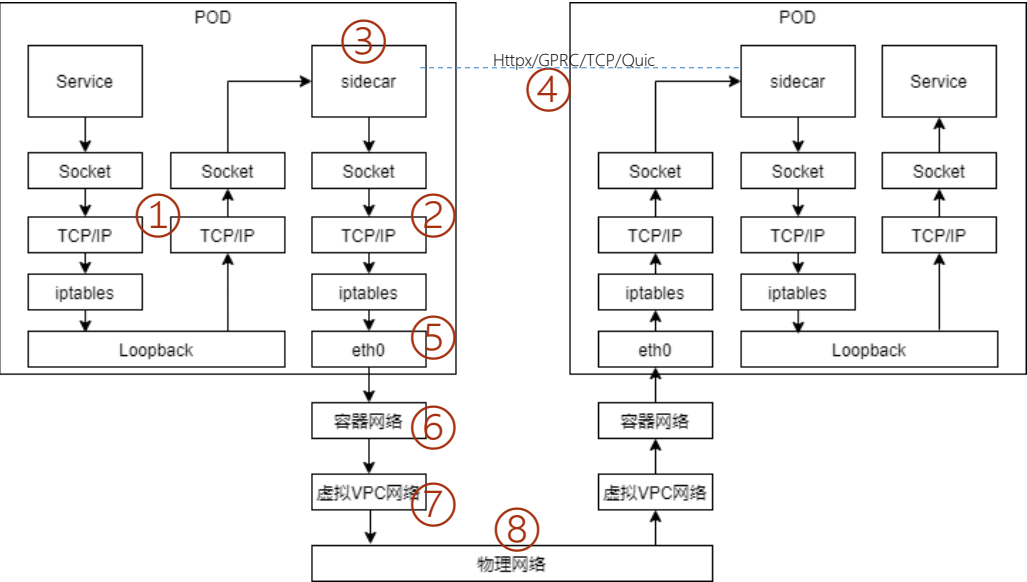 POD
POD
③
Service
sidecar
Httpx/GPRC/TCP/Quic
sidecar
Service
④
Socket
Socket
Socket
Socket
Socket
Socket
①
②
TCP/IP
TCP/IP
TCP/IP
TCP/IP
TCP/IP
TCP/IP
iptables
iptables
iptables
iptables
⑤
Loopback
eth0
eth0
Loopback
容器网络
⑥
容器网络
虚拟VPC网络
⑦
虚拟VPC网络
⑧
物理网络